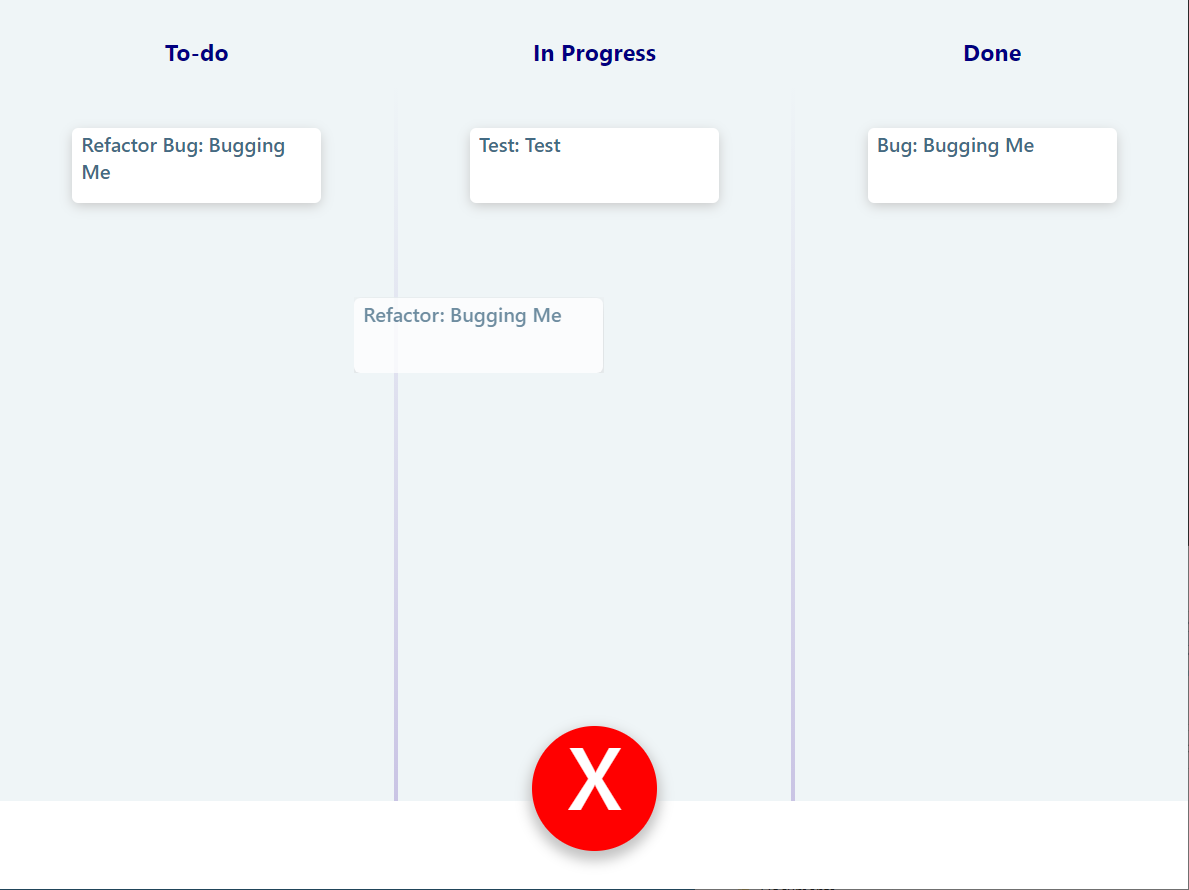 To-do
In Progress
Done
Refactor Bug: Bugging
Me
Test: Test
Bug: Bugging Me
Refactor: Bugging Me
X